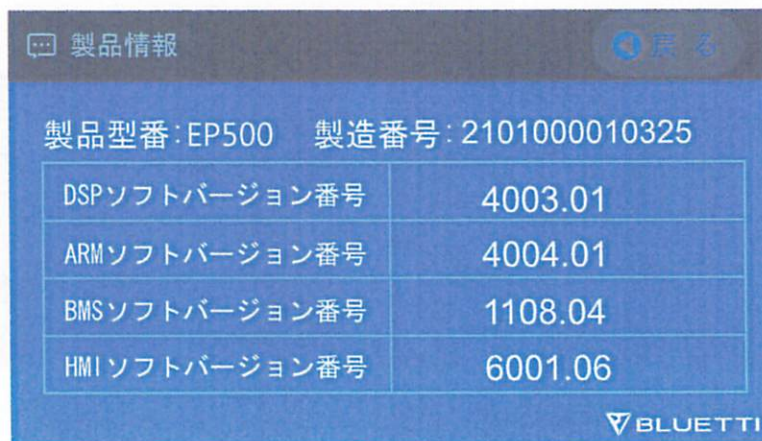 製品情報
戻る
製品型番:EP500 製造番号:2101000010325
DSPソフトバージョン番号 4003.01
ARMソフトバージョン番号 4004.01
BMSソフトバージョン番号 1108.04
HMIソフトバージョン番号 6001.06
BLUETTI